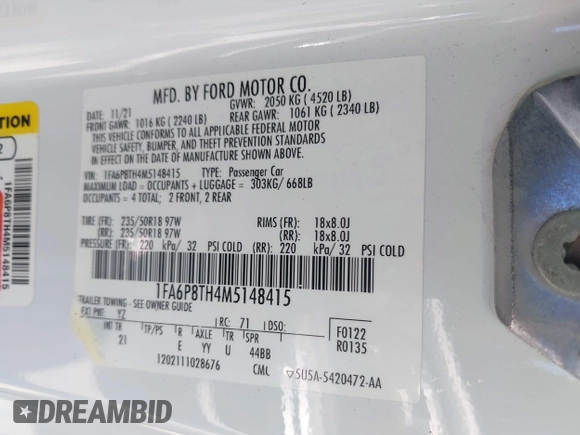 MFD. BY FORD MOTOR CO.
DATE: 11/21 GVWR: 2050 KG ( 4520 LB)
FRONT GAWR: 1016 KG ( 2240 LB) REAR GAWR: 1061 KG ( 2340 LB)
THIS VEHICLE CONFORMS TO ALL APPLICABLE FEDERAL MOTOR
VEHICLE SAFETY, BUMPER, AND THEFT PREVENTION STANDARDS
IN EFFECT ON THE DATE OF MANUFACTURE SHOWN ABOVE.
VIN: 1FA6P8TH4M5148415 TYPE: Passenger Car
MAXIMUM LOAD = OCCUPANTS + LUGGAGE = 303KG/ 668LB
OCCUPANTS = 4 TOTAL; 2 FRONT, 2 REAR
TIRE (FR): 235/50R18 97W RIMS (FR): 18x8.0J
(RR): 235/50R18 97W (RR): 18x8.0J
PRESSURE (FR): 220 kPa/ 32 PSI COLD (RR): 220 kPa/ 32 PSI COLD
1FA6P8TH4M5148415
TRAILER TOWING - SEE OWNER GUIDE
EXT PNT: YZ RC: 71 DSO: F0122
INT TR TP/PS R AXLE TR SPR R0135
21 E YY U 44BB
1202111028676 CMC 5U5A-5420472-AA
TION
2
1FA6P8TH4M5148415
DREAMBID